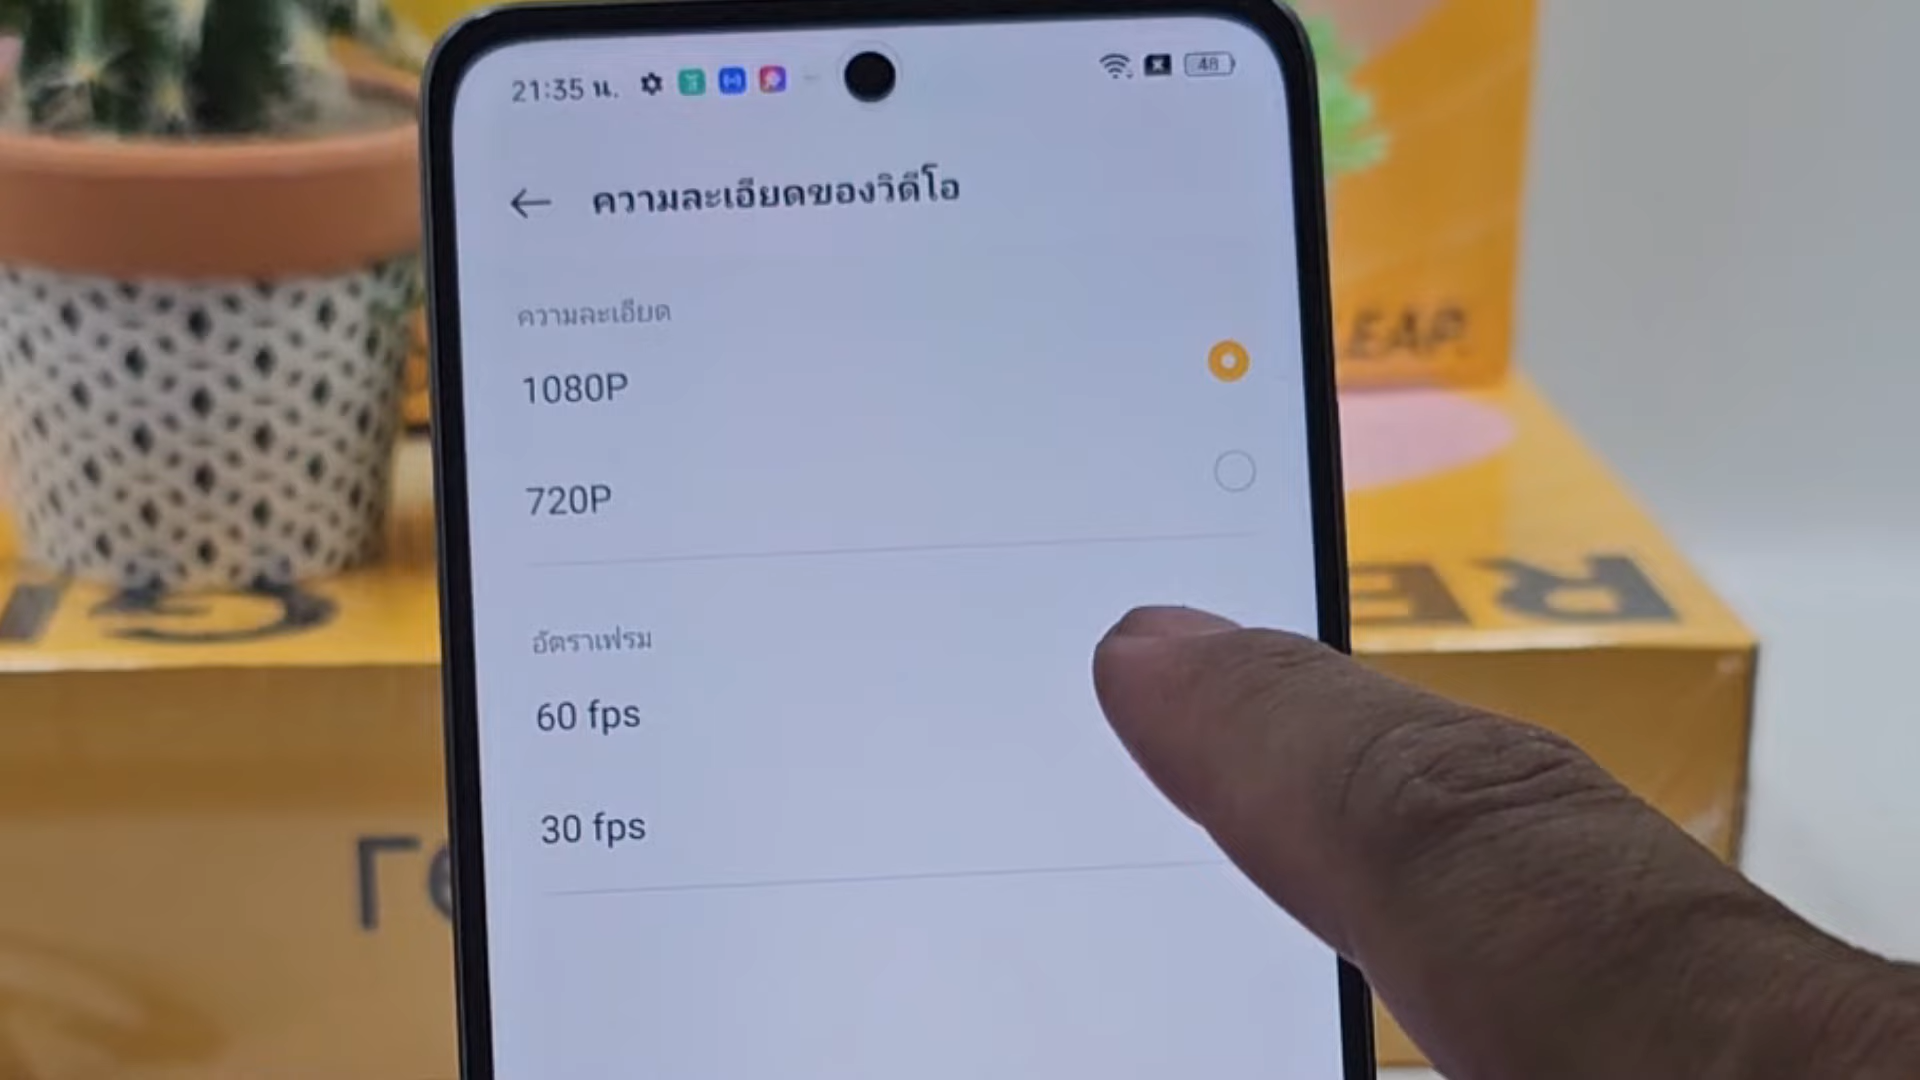 21:35 น.
48
ความละเอียดของวิดีโอ
ความละเอียด
1080P
720P
อัตราเฟรม
60 fps
30 fps
LEAP.